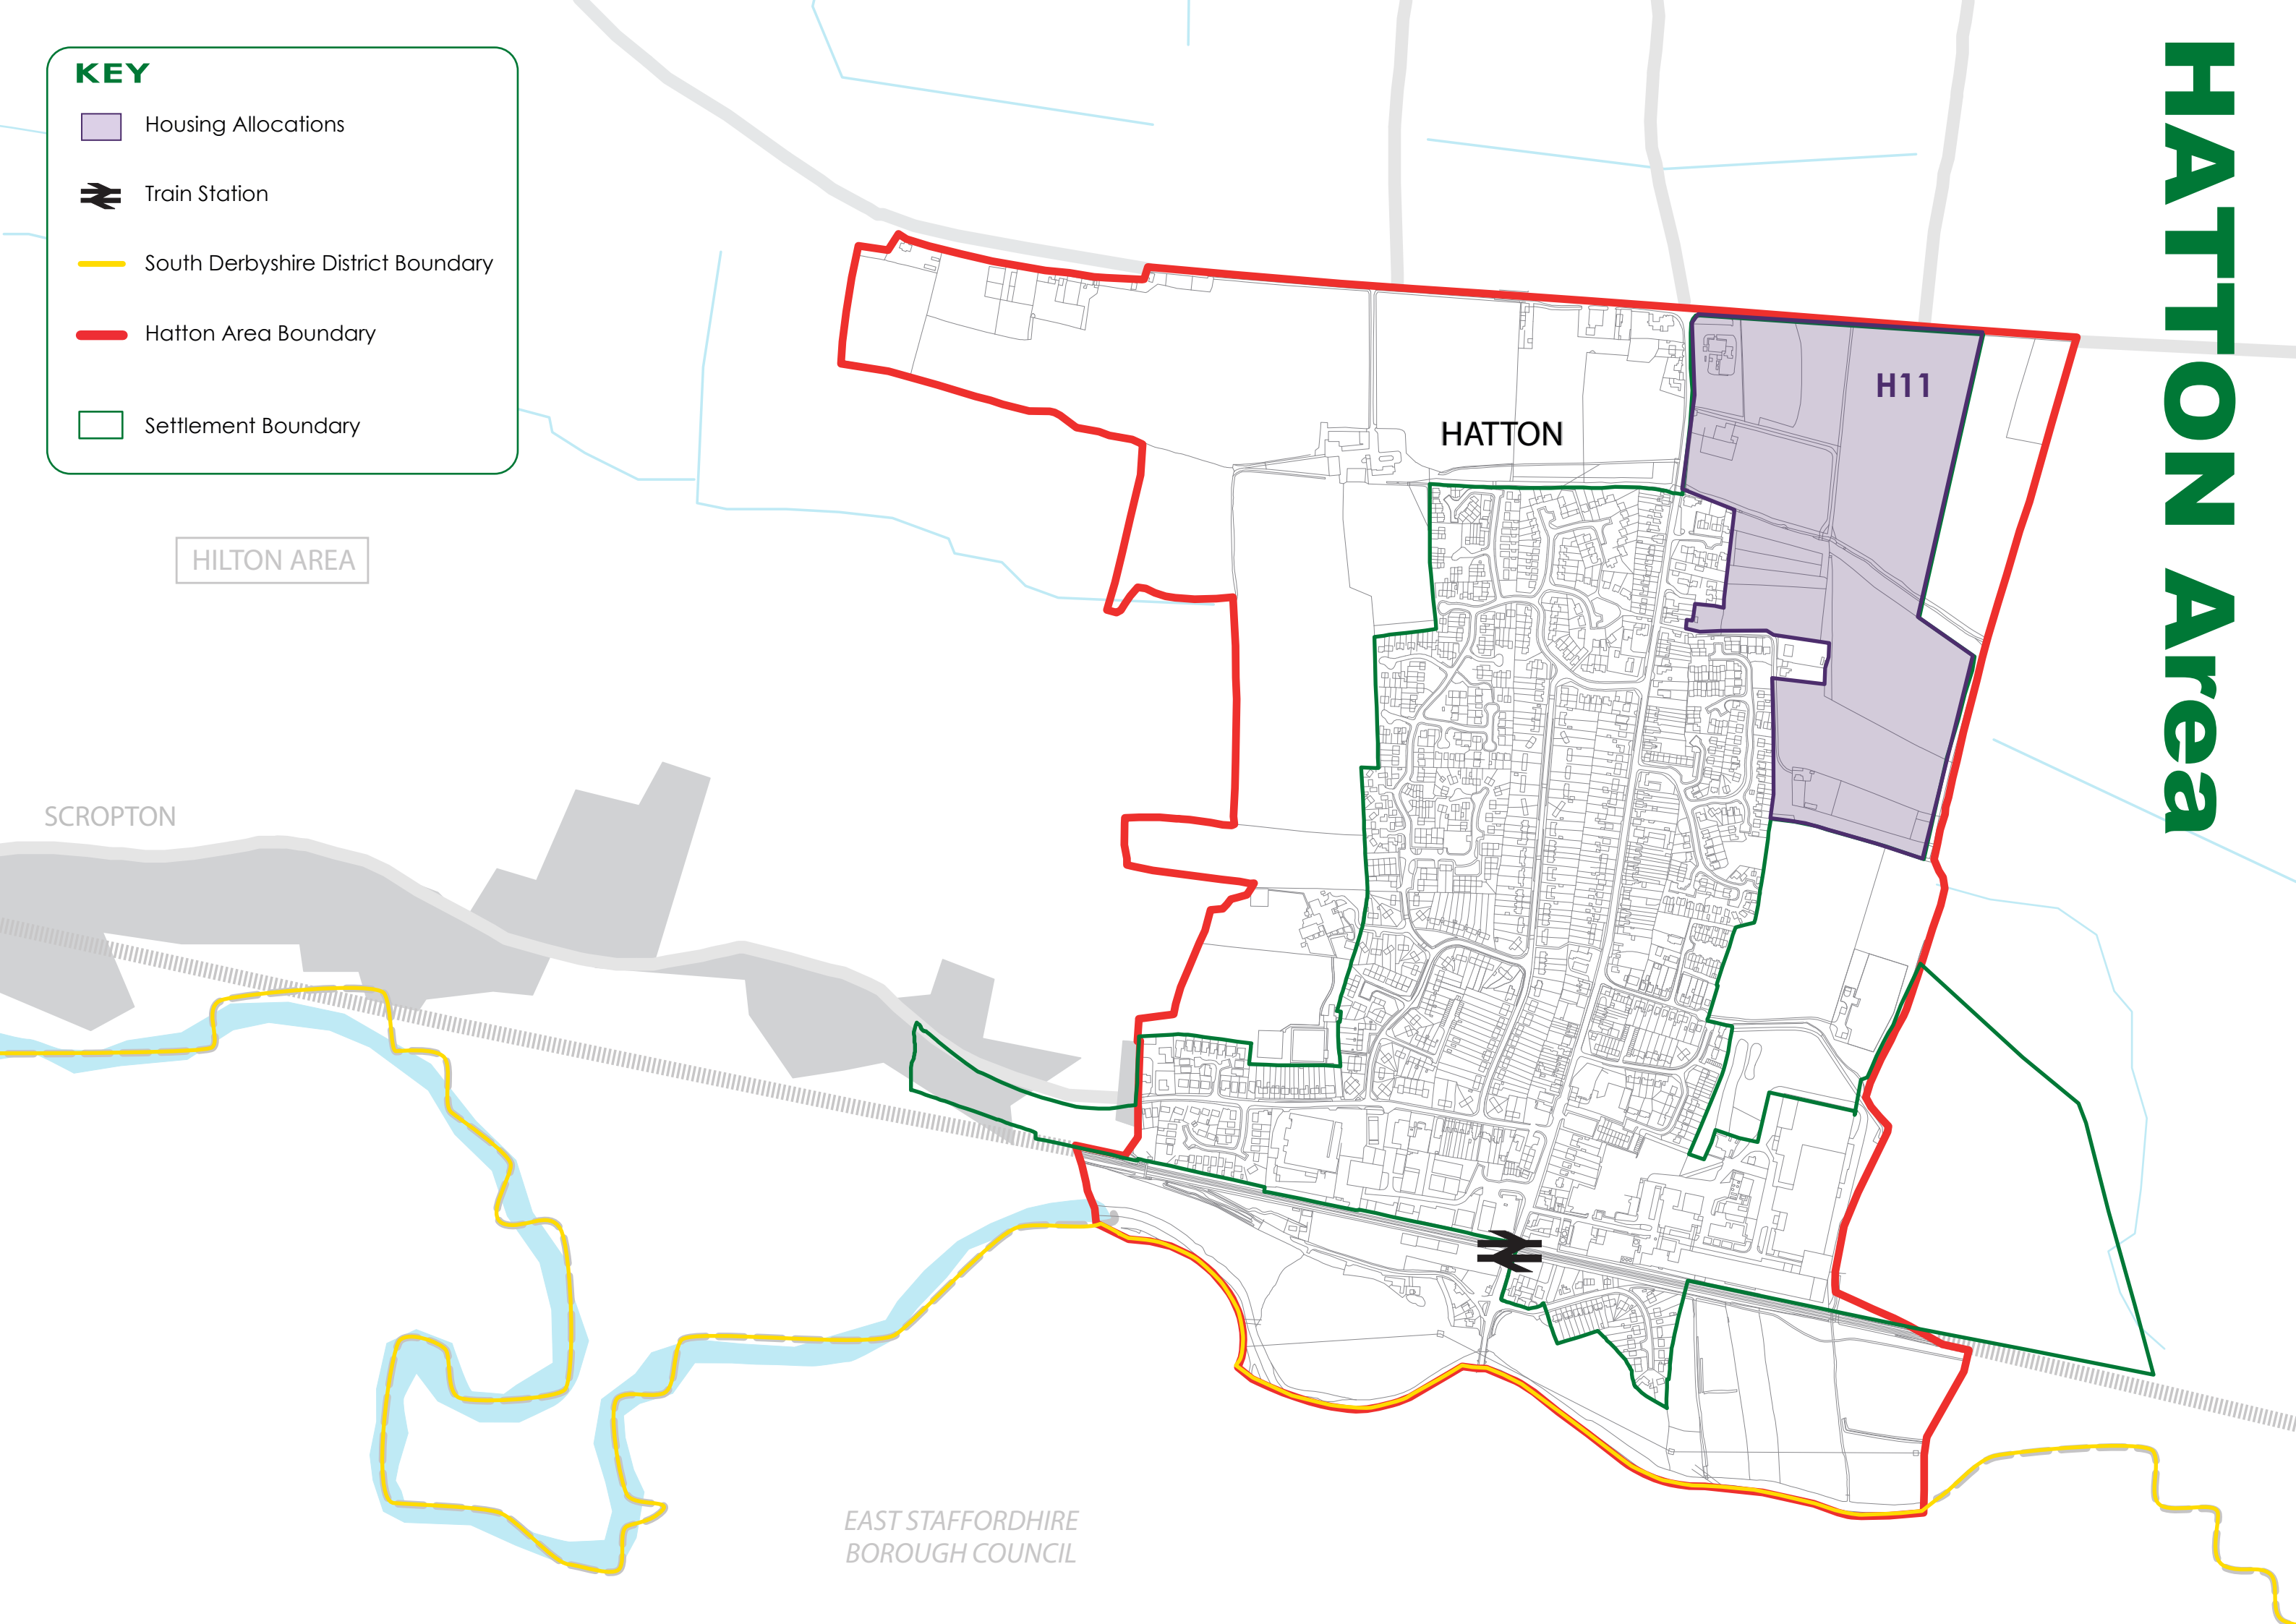 KEY
Housing Allocations
Train Station
South Derbyshire District Boundary
Hatton Area Boundary
Settlement Boundary
HATTON Area
H11
HATTON
HILTON AREA
SCROPTON
EAST STAFFORDHIRE
BOROUGH COUNCIL